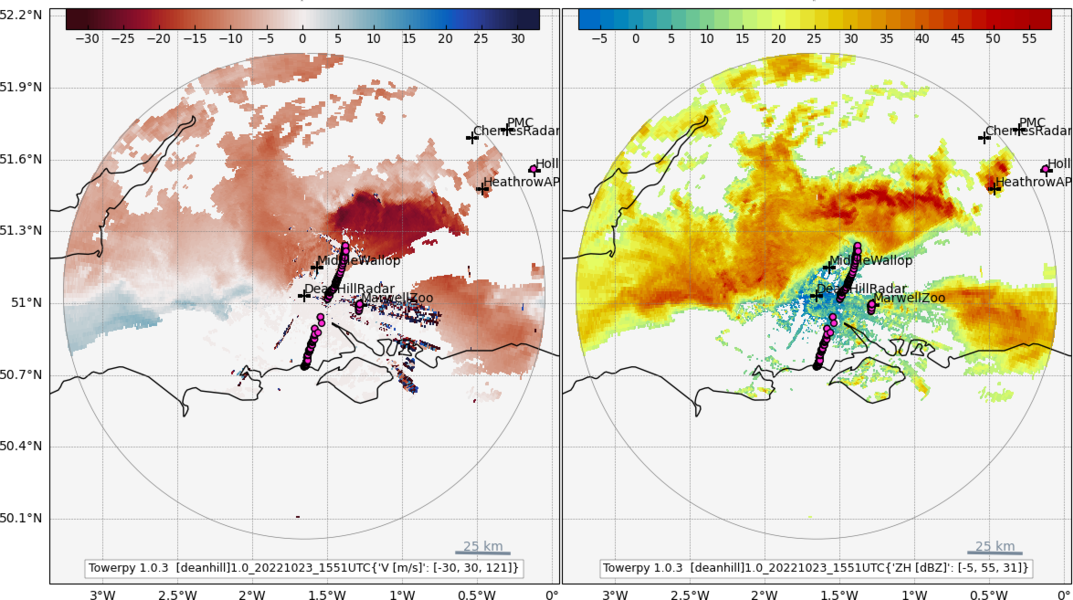 52.2°N
51.9°N
51.6°N
51.3°N
51°N
50.7°N
50.4°N
50.1°N
−30 −25 −20 −15 −10 −5 0 5 10 15 20 25 30
PMC
CheniesRadar
Holl
HeathrowAP
MiddleWallop
DeanHillRadar
MarwellZoo
25 km
Towerpy 1.0.3 [deanhill]1.0_20221023_1551UTC{'V [m/s]': [-30, 30, 121]}
3°W 2.5°W 2°W 1.5°W 1°W 0.5°W 0°
−5 0 5 10 15 20 25 30 35 40 45 50 55
PMC
CheniesRadar
Holl
HeathrowAP
MiddleWallop
DeanHillRadar
MarwellZoo
25 km
Towerpy 1.0.3 [deanhill]1.0_20221023_1551UTC{'ZH [dBZ]': [-5, 55, 31]}
3°W 2.5°W 2°W 1.5°W 1°W 0.5°W 0°